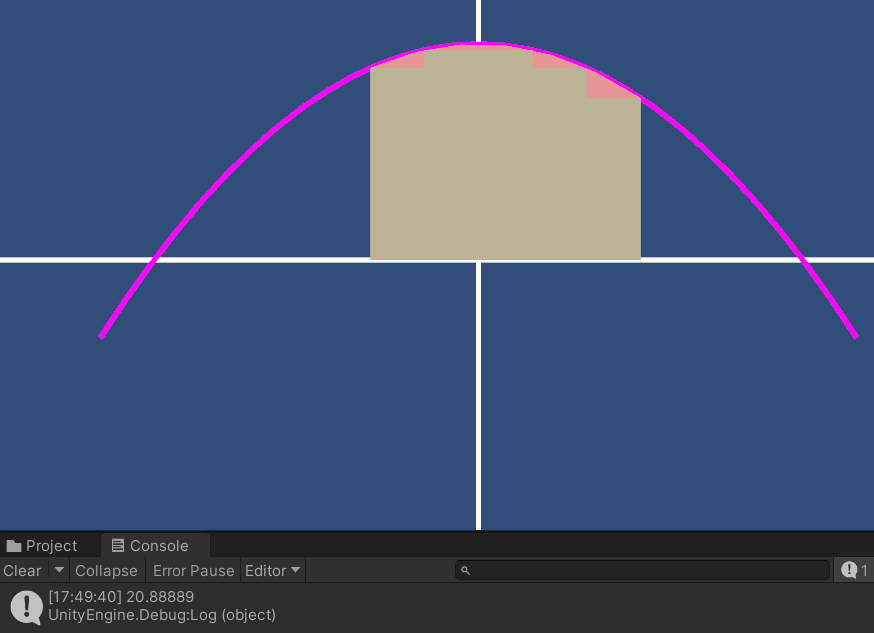 Project
Console
Clear
Collapse
Error Pause
Editor
1
[17:49:40] 20.88889
UnityEngine.Debug:Log (object)